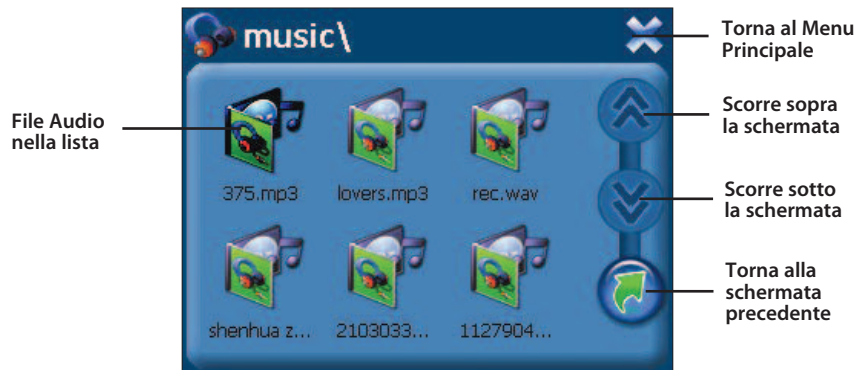 music\
Torna al Menu
Principale
File Audio
nella lista
Scorre sopra
la schermata
375.mp3 lovers.mp3 rec.wav
Scorre sotto
la schermata
Torna alla
schermata
precedente
shenhua z... 2103033... 1127904...